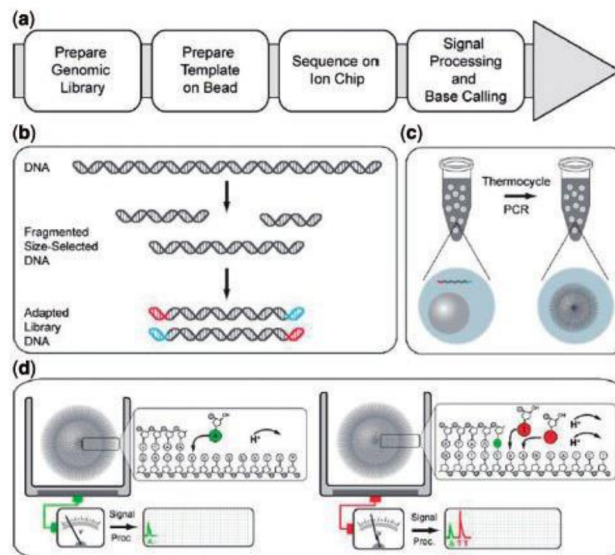 (a)
Prepare
Genomic
Library
Prepare
Template
on Bead
Sequence on
Ion Chip
Signal
Processing
and
Base Calling
(b)
DNA
Fragmented
Size-Selected
DNA
Adapted
Library
DNA
(c)
Thermocycle
PCR
(d)
H+
Signal
Proc.
H+
H+
Signal
Proc.
A T T